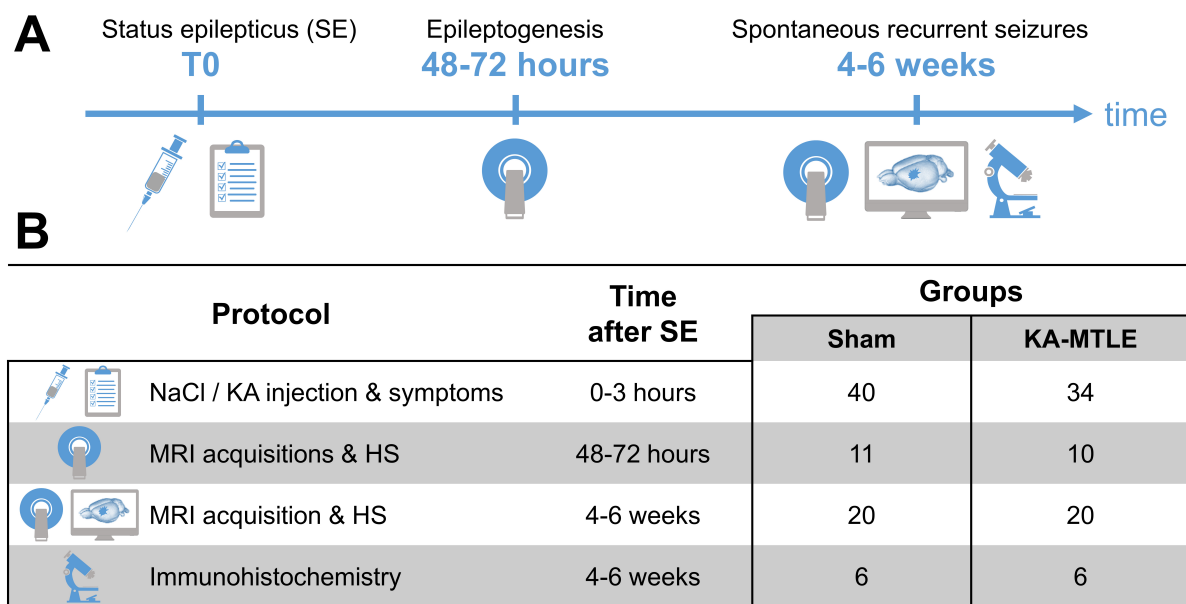 A
Status epilepticus (SE) Epileptogenesis Spontaneous recurrent seizures
T0 48-72 hours 4-6 weeks
time
B
Protocol Time after SE Groups
Sham KA-MTLE
NaCl / KA injection & symptoms 0-3 hours 40 34
MRI acquisitions & HS 48-72 hours 11 10
MRI acquisition & HS 4-6 weeks 20 20
Immunohistochemistry 4-6 weeks 6 6